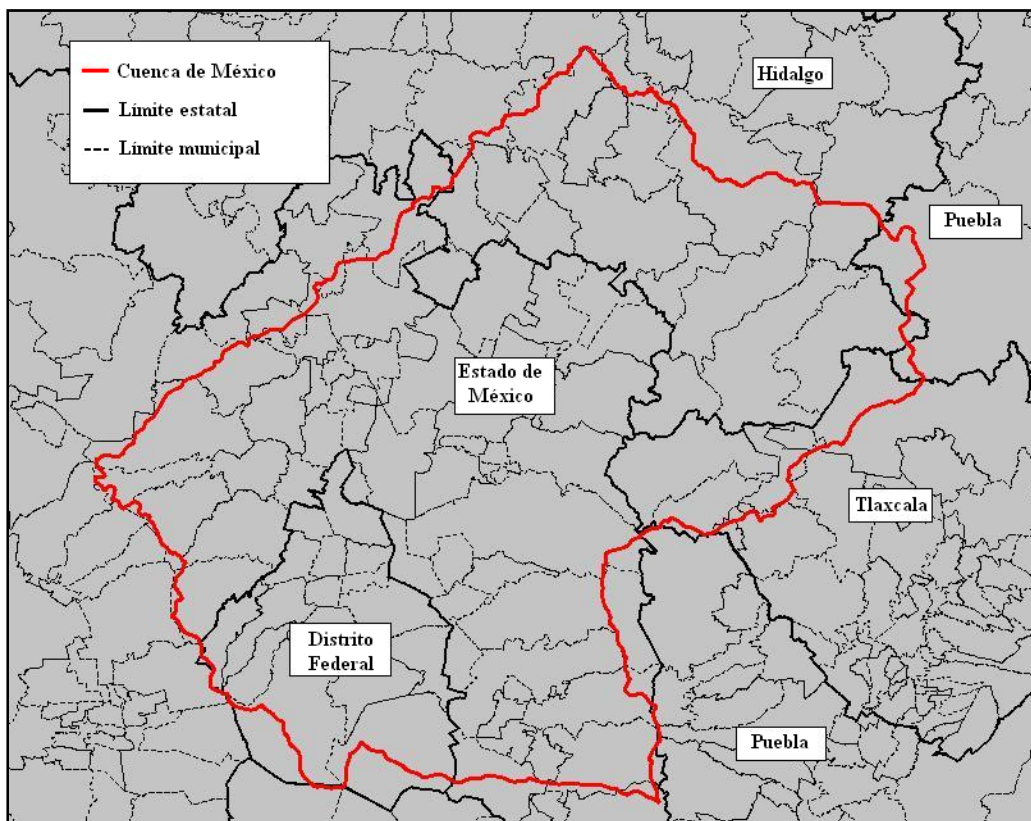 Cuenca de México
Límite estatal
Límite municipal
Hidalgo
Puebla
Estado de
México
Tlaxcala
Distrito
Federal
Puebla